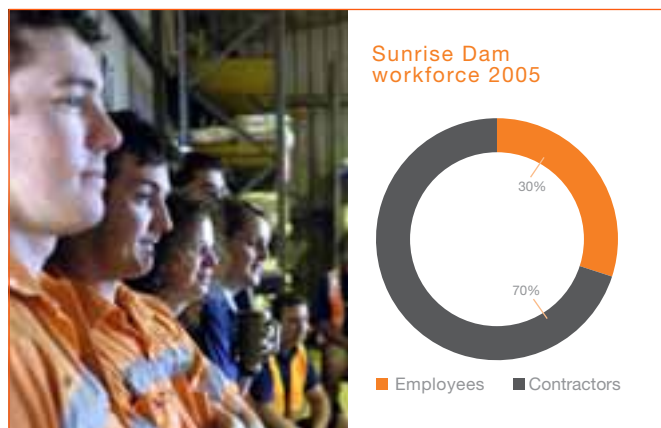 Sunrise Dam
workforce 2005
30%
70%
Employees Contractors